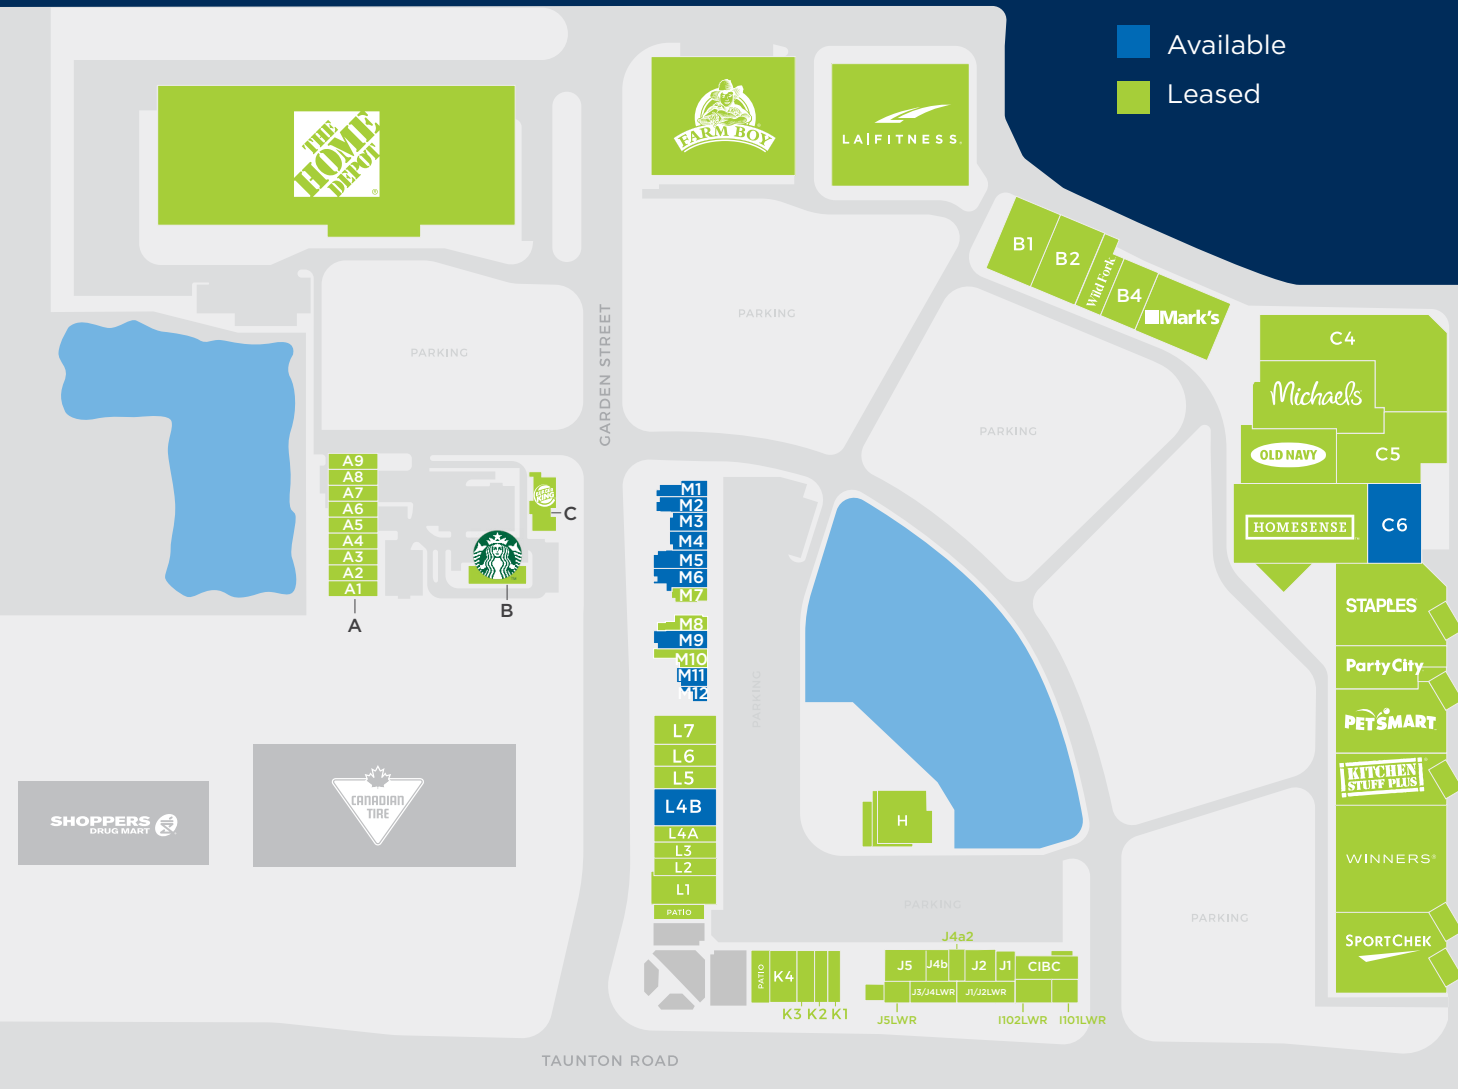 Available
Leased
THE
HOME
DEPOT
FARM BOY
LA|FITNESS.
B1
B2
Wild Fork
B4
Mark's
PARKING
PARKING
GARDEN STREET
C4
Michaels
PARKING
OLD NAVY
C5
HOMESENSE
C6
A9
A8
A7
A6
A5
A4
A3
A2
A1
A
BURGER
KING
C
B
M1
M2
M3
M4
M5
M6
M7
M8
M9
M10
M11
M12
PARKING
STAPLES
Party City
PETSMART
KITCHEN
STUFF PLUS
WINNERS®
SPORTCHEK
L7
L6
L5
L4B
L4A
L3
L2
L1
PATIO
SHOPPERS
DRUG MART
CANADIAN
TIRE
H
PARKING
PARKING
PATIO
K4
K3 K2 K1
J4a2
J5
J4b
J2
J1
CIBC
J3/J4LWR
J1/J2LWR
J5LWR
I102LWR
I101LWR
TAUNTON ROAD